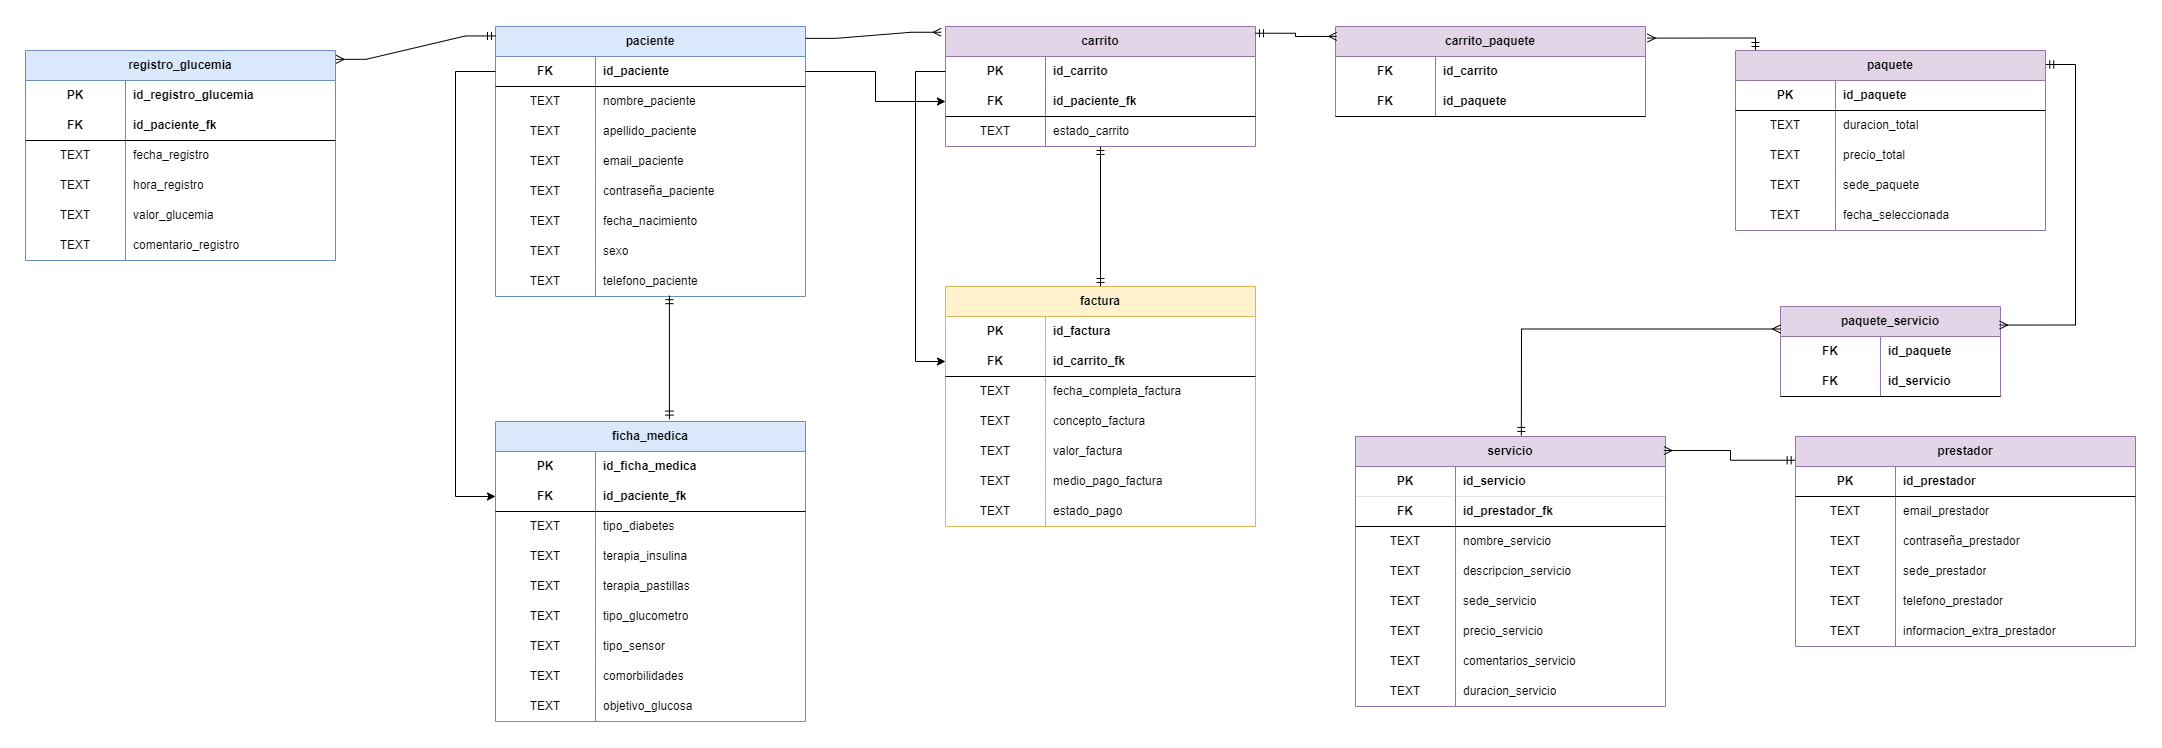 registro_glucemia
PK id_registro_glucemia
FK id_paciente_fk
TEXT fecha_registro
TEXT hora_registro
TEXT valor_glucemia
TEXT comentario_registro
paciente
FK id_paciente
TEXT nombre_paciente
TEXT apellido_paciente
TEXT email_paciente
TEXT contraseña_paciente
TEXT fecha_nacimiento
TEXT sexo
TEXT telefono_paciente
ficha_medica
PK id_ficha_medica
FK id_paciente_fk
TEXT tipo_diabetes
TEXT terapia_insulina
TEXT terapia_pastillas
TEXT tipo_glucometro
TEXT tipo_sensor
TEXT comorbilidades
TEXT objetivo_glucosa
carrito
PK id_carrito
FK id_paciente_fk
TEXT estado_carrito
factura
PK id_factura
FK id_carrito_fk
TEXT fecha_completa_factura
TEXT concepto_factura
TEXT valor_factura
TEXT medio_pago_factura
TEXT estado_pago
carrito_paquete
FK id_carrito
FK id_paquete
paquete
PK id_paquete
TEXT duracion_total
TEXT precio_total
TEXT sede_paquete
TEXT fecha_seleccionada
paquete_servicio
FK id_paquete
FK id_servicio
servicio
PK id_servicio
FK id_prestador_fk
TEXT nombre_servicio
TEXT descripcion_servicio
TEXT sede_servicio
TEXT precio_servicio
TEXT comentarios_servicio
TEXT duracion_servicio
prestador
PK id_prestador
TEXT email_prestador
TEXT contraseña_prestador
TEXT sede_prestador
TEXT telefono_prestador
TEXT informacion_extra_prestador